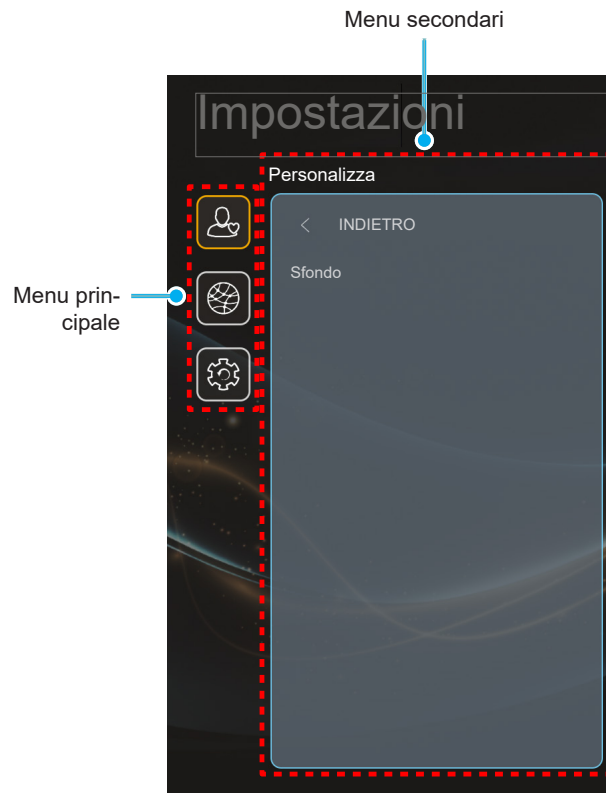 Menu secondari
Impostazioni
Personalizza
INDIETRO
Sfondo
Menu prin-
cipale